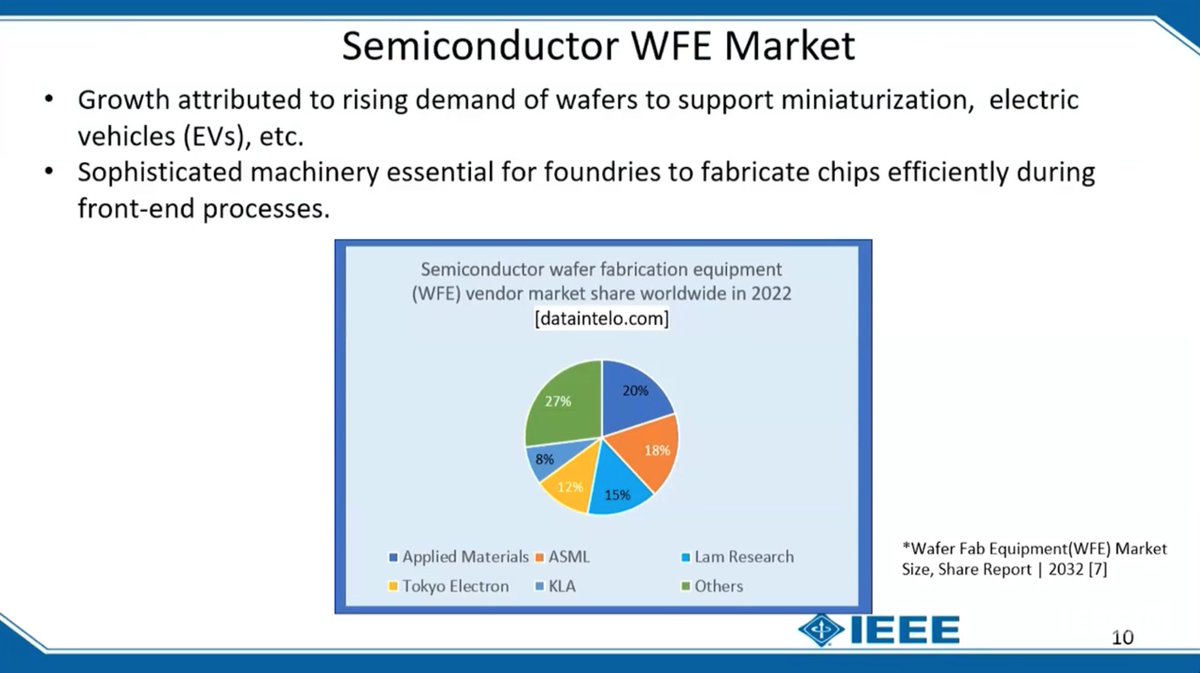 Semiconductor WFE Market
• Growth attributed to rising demand of wafers to support miniaturization, electric
vehicles (EVs), etc.
• Sophisticated machinery essential for foundries to fabricate chips efficiently during
front-end processes.
Semiconductor wafer fabrication equipment
(WFE) vendor market share worldwide in 2022
[dataintelo.com]
27%
20%
18%
8%
12%
15%
Applied Materials ASML Lam Research
Tokyo Electron KLA Others
*Wafer Fab Equipment(WFE) Market
Size, Share Report | 2032 [7]
IEEE
10